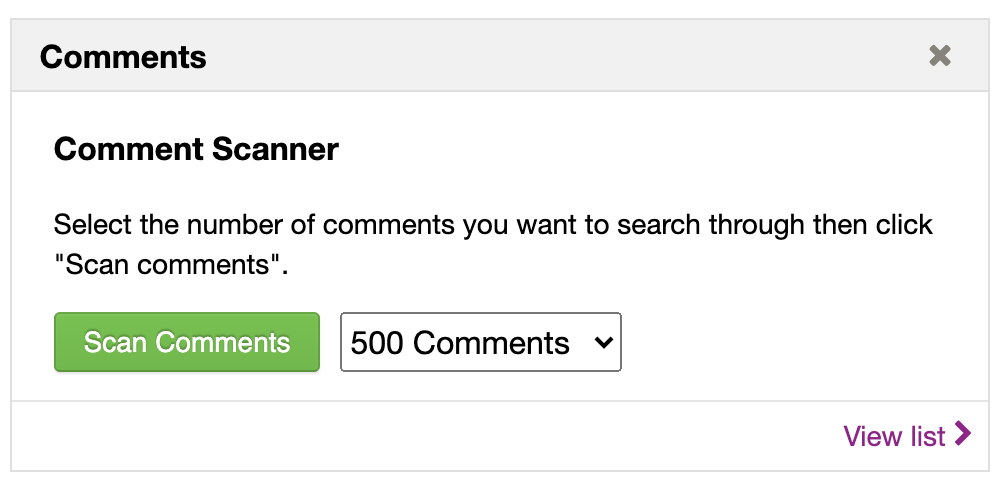 Comments
Comment Scanner
Select the number of comments you want to search through then click
"Scan comments".
Scan Comments
500 Comments
View list